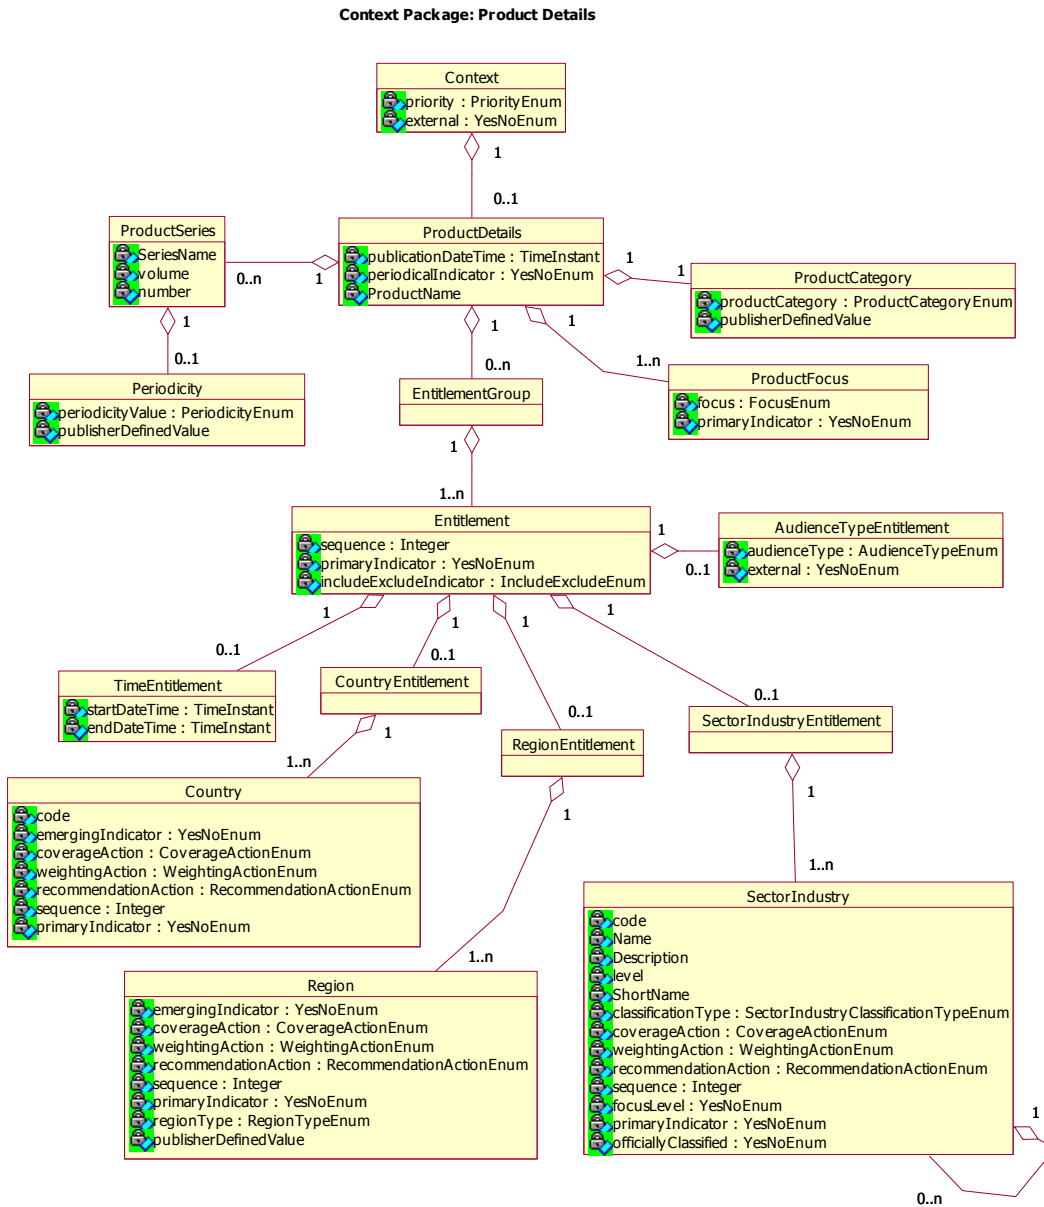 Context Package: Product Details
Context
priority : PriorityEnum
external : YesNoEnum
1
0..1
ProductSeries
SeriesName
volume
number
0..n
1
ProductDetails
publicationDateTime : TimeInstant
periodicalIndicator : YesNoEnum
ProductName
1
1
ProductCategory
productCategory : ProductCategoryEnum
publisherDefinedValue
1
0..1
Periodicity
periodicityValue : PeriodicityEnum
publisherDefinedValue
1
0..n
1
1..n
ProductFocus
focus : FocusEnum
primaryIndicator : YesNoEnum
EntitlementGroup
1
1..n
Entitlement
sequence : Integer
primaryIndicator : YesNoEnum
includeExcludeIndicator : IncludeExcludeEnum
1
0..1
AudienceTypeEntitlement
audienceType : AudienceTypeEnum
external : YesNoEnum
1
0..1
1
0..1
1
0..1
1
0..1
TimeEntitlement
startDateTime : TimeInstant
endDateTime : TimeInstant
CountryEntitlement
1
1..n
RegionEntitlement
1
1..n
SectorIndustryEntitlement
1
1..n
Country
code
emergingIndicator : YesNoEnum
coverageAction : CoverageActionEnum
weightingAction : WeightingActionEnum
recommendationAction : RecommendationActionEnum
sequence : Integer
primaryIndicator : YesNoEnum
Region
emergingIndicator : YesNoEnum
coverageAction : CoverageActionEnum
weightingAction : WeightingActionEnum
recommendationAction : RecommendationActionEnum
sequence : Integer
primaryIndicator : YesNoEnum
regionType : RegionTypeEnum
publisherDefinedValue
SectorIndustry
code
Name
Description
level
ShortName
classificationType : SectorIndustryClassificationTypeEnum
coverageAction : CoverageActionEnum
weightingAction : WeightingActionEnum
recommendationAction : RecommendationActionEnum
sequence : Integer
focusLevel : YesNoEnum
primaryIndicator : YesNoEnum
officiallyClassified : YesNoEnum
1
0..n